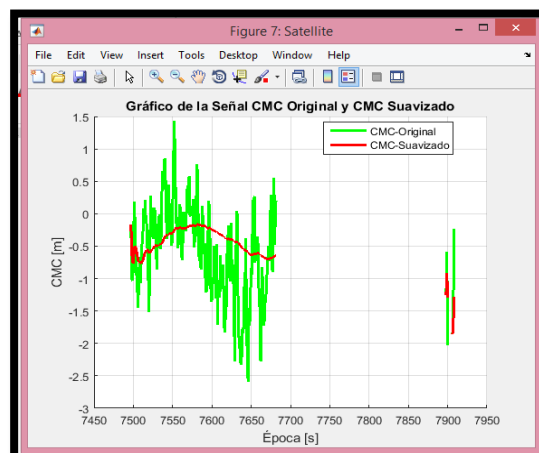 Figure 7: Satellite
File Edit View Insert Tools Desktop Window Help
Gráfico de la Señal CMC Original y CMC Suavizado
CMC-Original
CMC-Suavizado
1.5
1
0.5
0
-0.5
-1
-1.5
-2
-2.5
-3
CMC [m]
7450 7500 7550 7600 7650 7700 7750 7800 7850 7900 7950
Época [s]